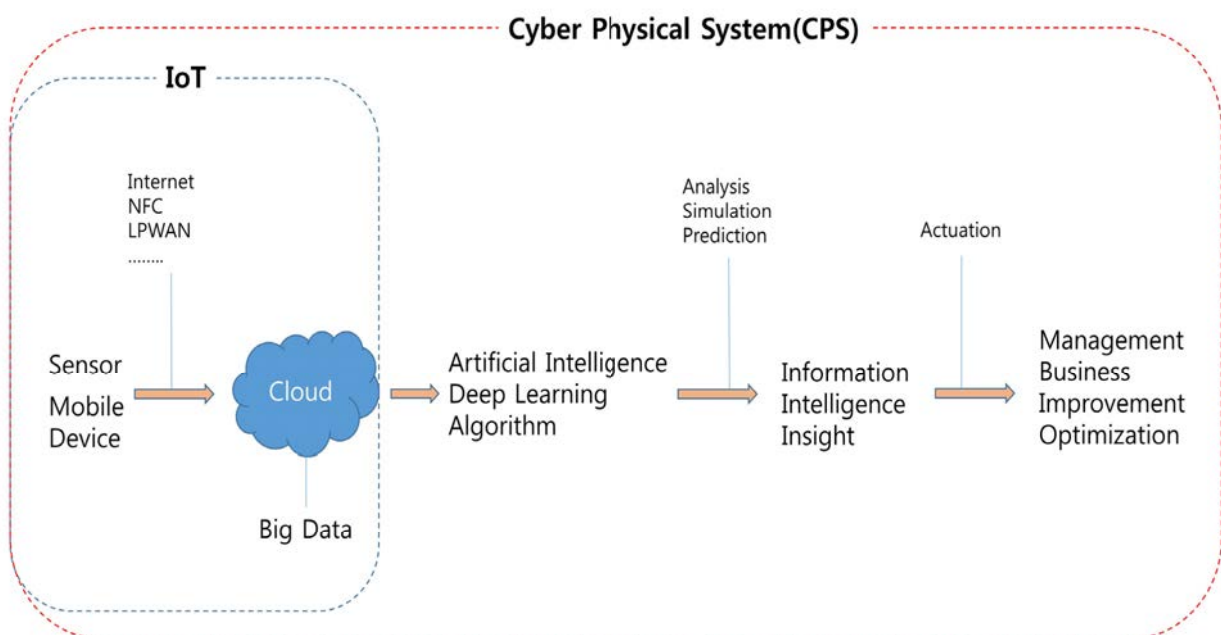 Cyber Physical System(CPS)
IoT
Internet
NFC
LPWAN
........
Analysis
Simulation
Prediction
Actuation
Sensor
Mobile
Device
Cloud
Big Data
Artificial Intelligence
Deep Learning
Algorithm
Information
Intelligence
Insight
Management
Business
Improvement
Optimization